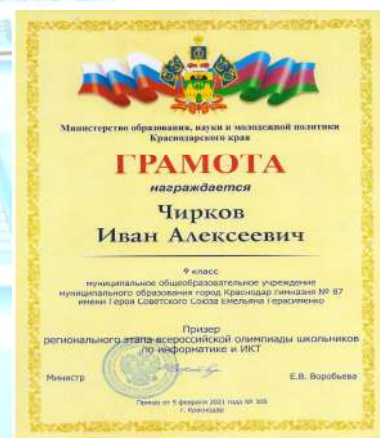 Министерство образования, науки и молодежной политики
Краснодарского края
ГРАМОТА
награждается
Чирков
Иван Алексеевич
9 класс
муниципальное общеобразовательное учреждение
муниципального образования город Краснодар гимназия № 87
имени Героя Советского Союза Емельяна Герасименко
Призер
регионального этапа всероссийской олимпиады школьников
по информатике и ИКТ
Министр Е.В. Воробьева
Приказ от 5 февраля 2021 года № 305
г. Краснодар